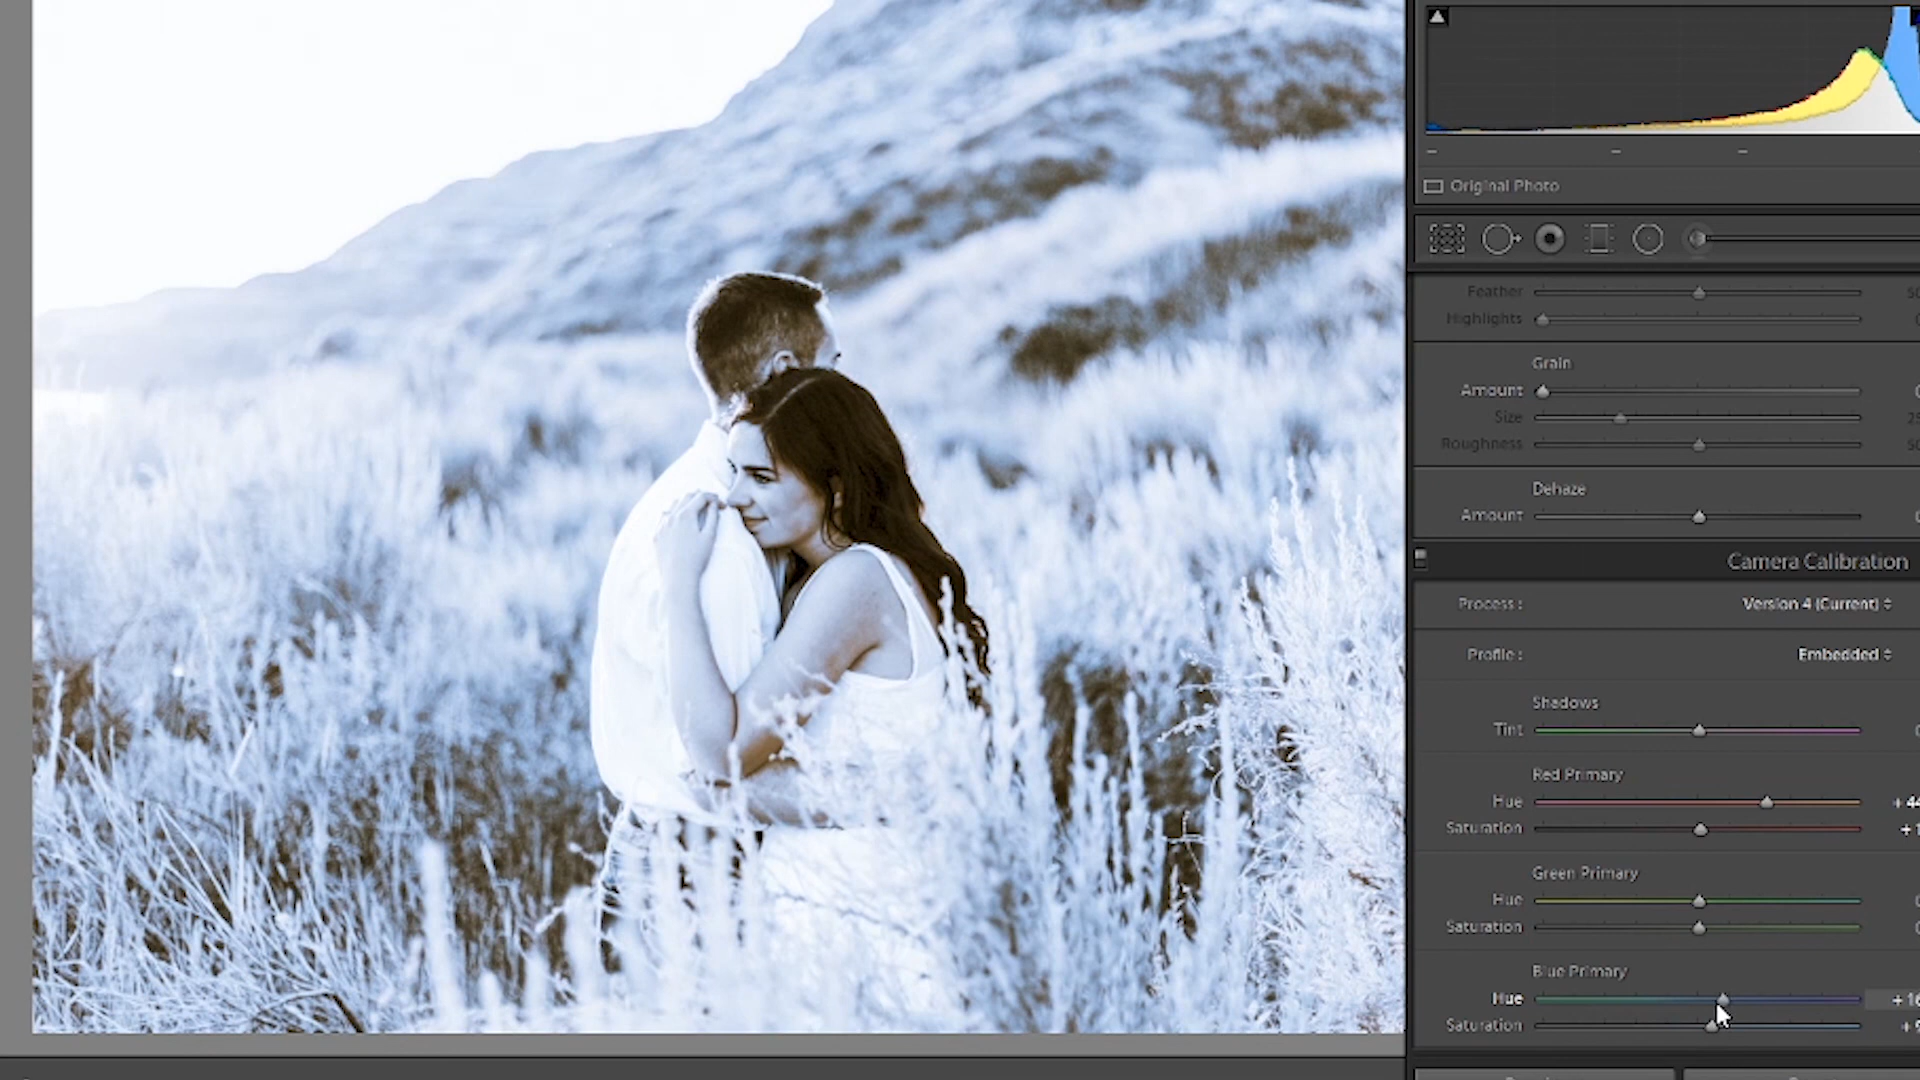 Original Photo
Feather
Highlights
Grain
Amount
Size
Roughness
Dehaze
Amount
Camera Calibration
Process :
Version 4 (Current)
Profile :
Embedded
Shadows
Tint
Red Primary
Hue
Saturation
Green Primary
Hue
Saturation
Blue Primary
Hue
Saturation